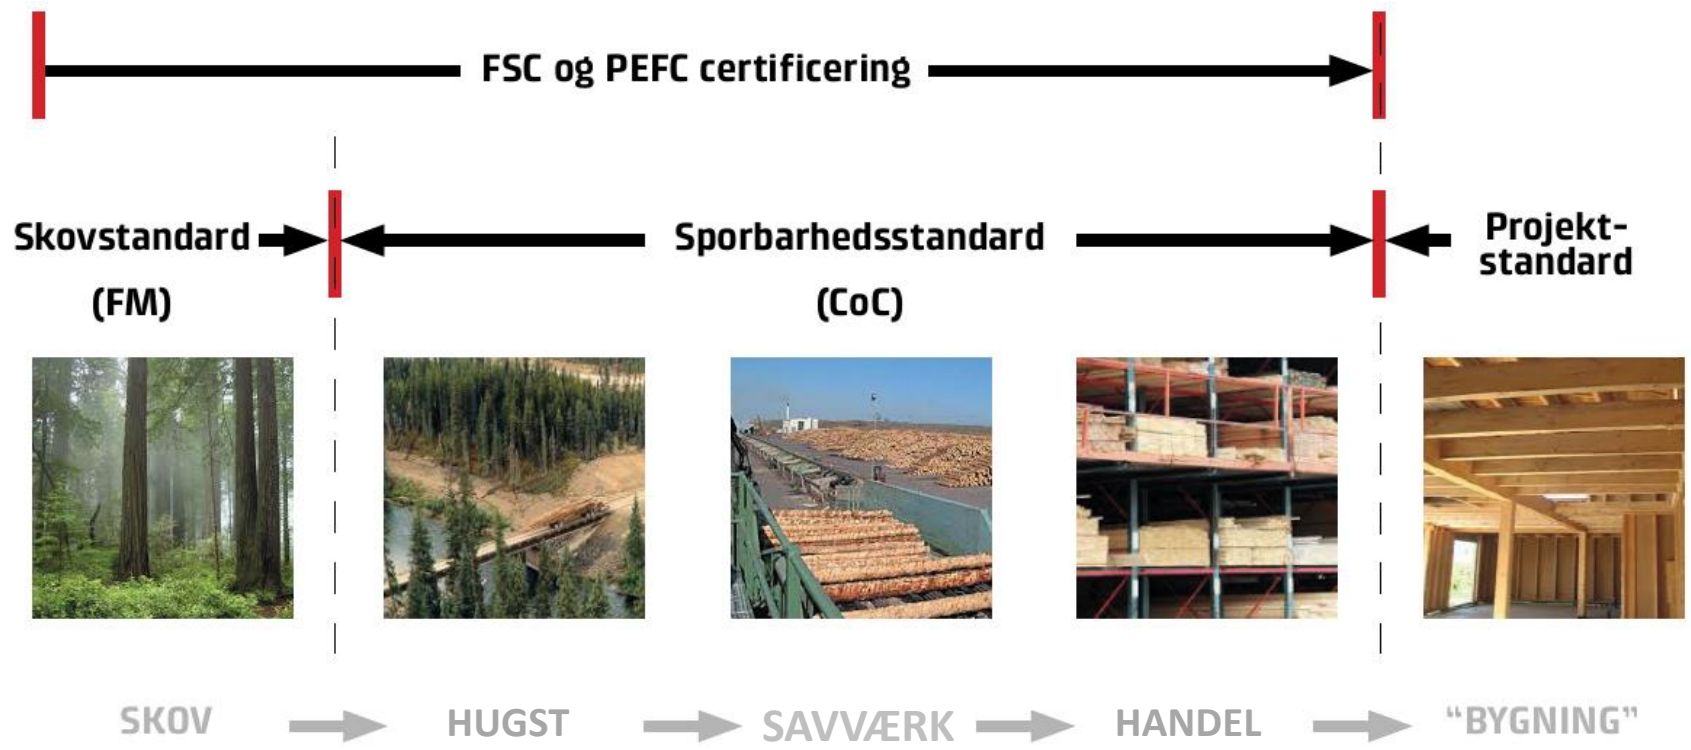 FSC og PEFC certificering
Skovstandard
(FM)
Sporbarhedsstandard
(CoC)
Projekt-
standard
SKOV
HUGST
SAVVÆRK
HANDEL
“BYGNING”